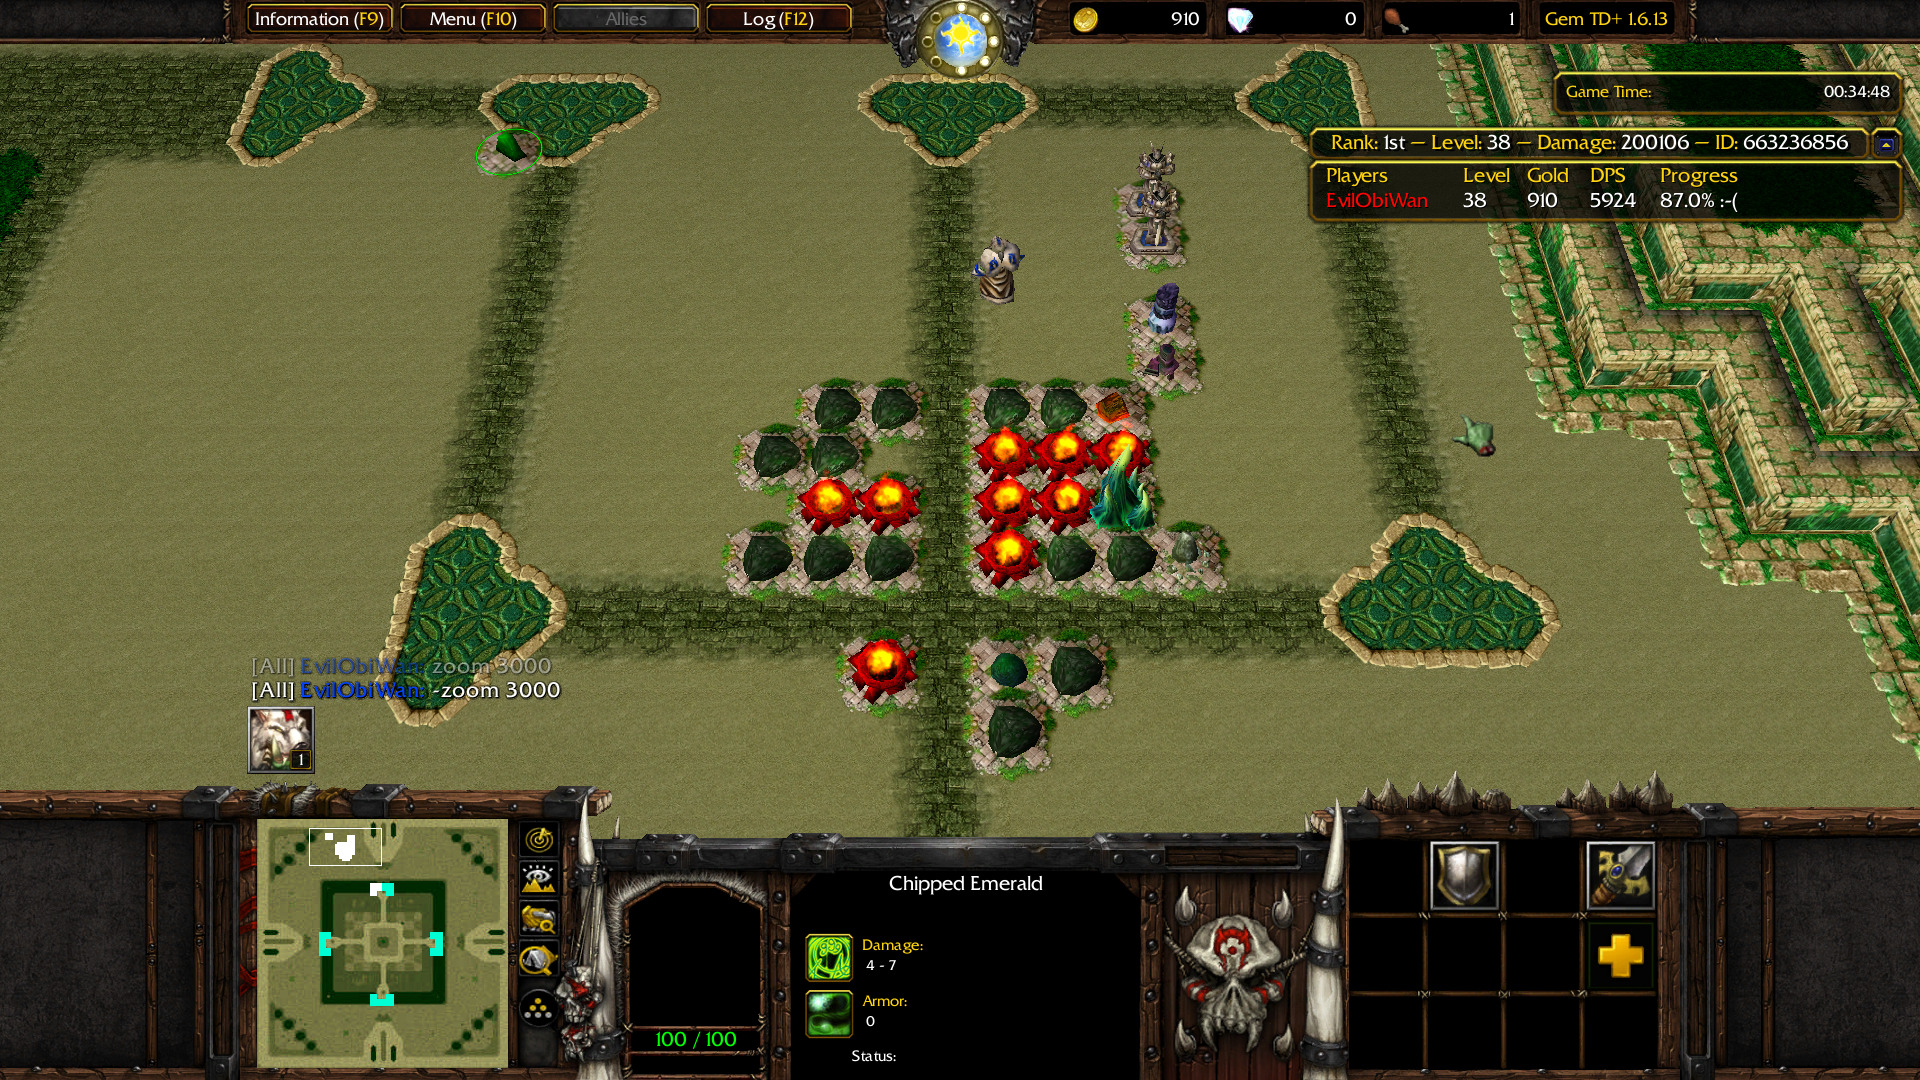 Information (F9) Menu (F10) Allies Log (F12) 910 0 1 Gem TD+ 1.6.13
Game Time: 00:34:48
Rank: 1st – Level: 38 – Damage: 200106 – ID: 663236856
Players Level Gold DPS Progress
EvilObiWan 38 910 5924 87.0% :-(
[All] EvilObiWan: zoom 3000
[All] EvilObiWan: -zoom 3000
1
Chipped Emerald
Damage:
4 - 7
Armor:
0
100 / 100
Status: